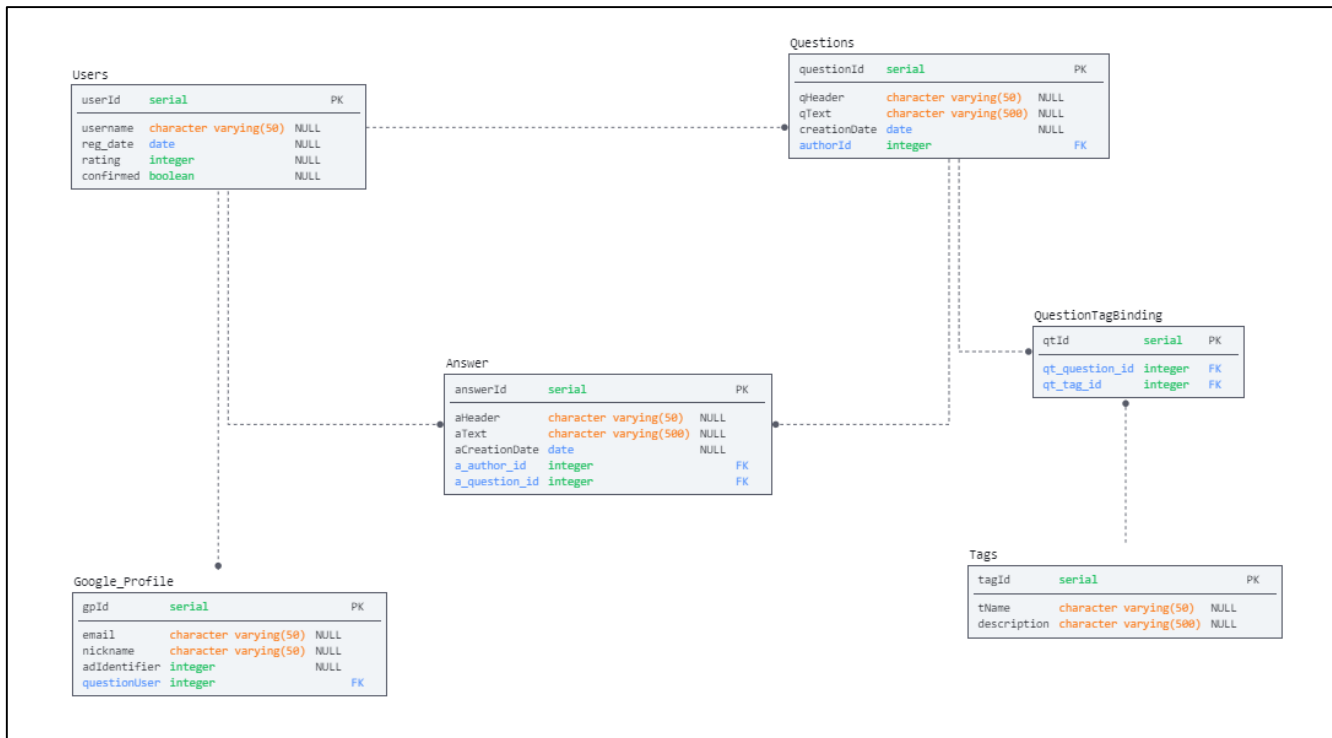 Users
userId serial PK
username character varying(50) NULL
reg_date date NULL
rating integer NULL
confirmed boolean NULL
Questions
questionId serial PK
qHeader character varying(50) NULL
qText character varying(500) NULL
creationDate date NULL
authorId integer FK
Answer
answerId serial PK
aHeader character varying(50) NULL
aText character varying(500) NULL
aCreationDate date NULL
a_author_id integer FK
a_question_id integer FK
QuestionTagBinding
qtId serial PK
qt_question_id integer FK
qt_tag_id integer FK
Google_Profile
gpId serial PK
email character varying(50) NULL
nickname character varying(50) NULL
adIdentifier integer NULL
questionUser integer FK
Tags
tagId serial PK
tName character varying(50) NULL
description character varying(500) NULL